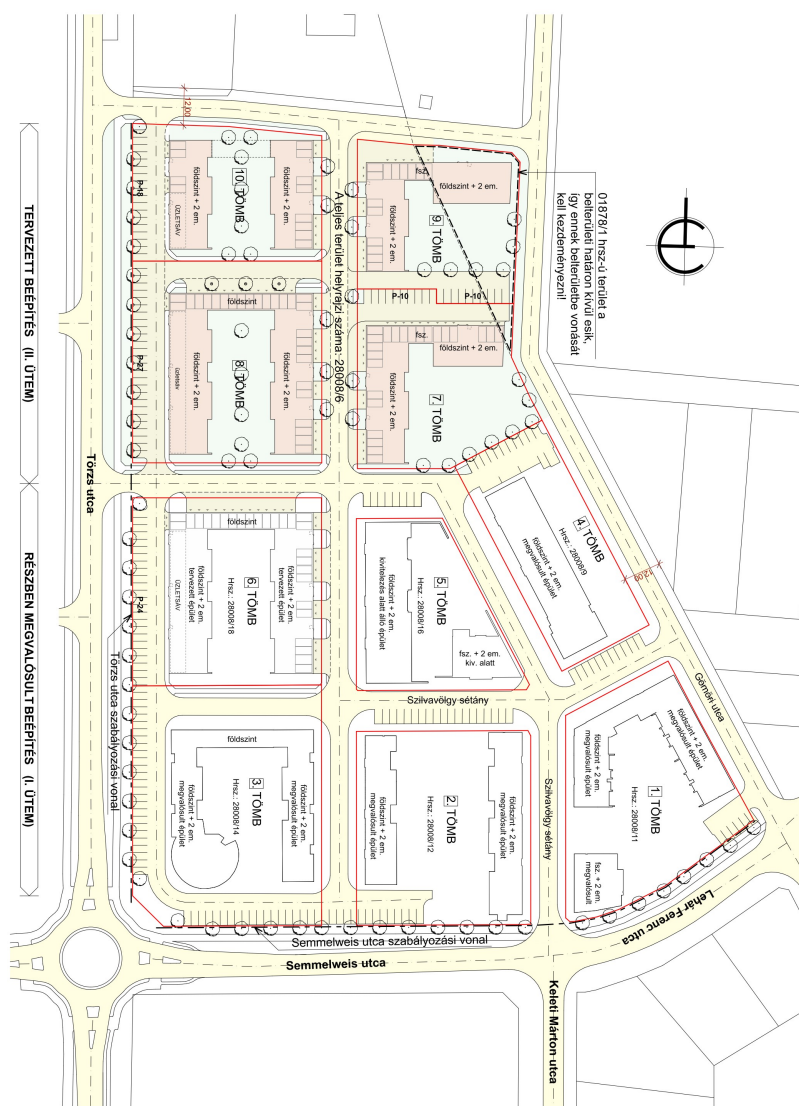 01878/1 hrsz-ú terület a
belterületi határon kívül esik,
így ennek belterületbe vonását
kell kezdeményezni!
12.00
TERVEZETT BEÉPÍTÉS (II. ÜTEM)
RÉSZBEN MEGVALÓSULT BEÉPÍTÉS (I. ÜTEM)
Törzs utca
Törzs utca szabályozási vonal
A teljes terület helyrajzi száma: 28008/6
10. TÖMB
földszint + 2 em.
földszint + 2 em.
ÜZLETSÁV
P-18
9. TÖMB
fsz.
földszint + 2 em.
földszint + 2 em.
P-10
P-10
8. TÖMB
földszint
földszint + 2 em.
földszint + 2 em.
üzletsáv
P-27
7. TÖMB
fsz.
földszint + 2 em.
földszint + 2 em.
6. TÖMB
Hrsz.: 28008/18
földszint
földszint + 2 em.
tervezett épület
földszint + 2 em.
tervezett épület
ÜZLETSÁV
P-24
5. TÖMB
Hrsz.: 28008/16
földszint + 2 em.
kivitelezés alatt álló épület
fsz. + 2 em.
kiv. alatt
4. TÖMB
Hrsz.: 28008/9
földszint + 2 em.
megvalósult épület
12.00
Gömöri utca
3. TÖMB
Hrsz.: 28008/14
földszint
földszint + 2 em.
megvalósult épület
földszint + 2 em.
megvalósult épület
2. TÖMB
Hrsz.: 28008/12
földszint + 2 em.
megvalósult épület
földszint + 2 em.
megvalósult épület
1. TÖMB
Hrsz.: 28008/11
földszint + 2 em.
megvalósult épület
földszint + 2 em.
megvalósult épület
fsz. + 2 em.
megvalósult
Szilvavölgy sétány
Szilvavölgy sétány
Semmelweis utca szabályozási vonal
Semmelweis utca
Lehár Ferenc utca
Keleti Márton utca